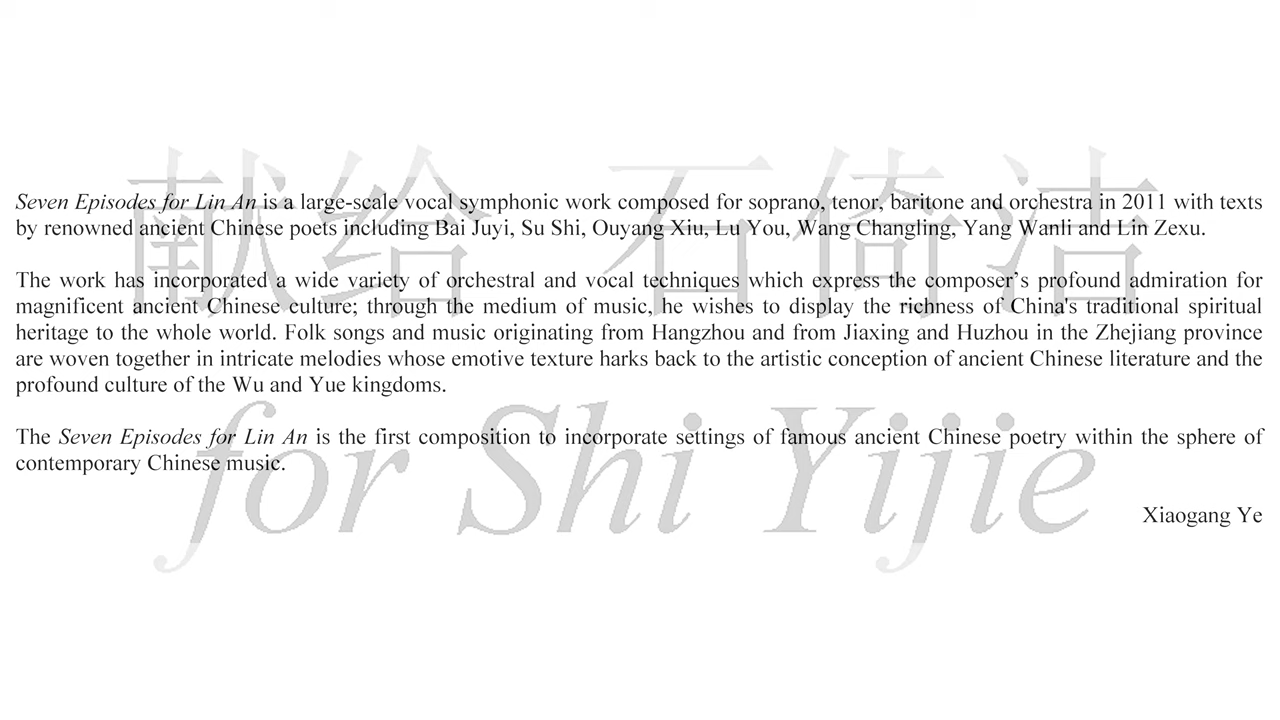 献给 石倚洁
Seven Episodes for Lin An is a large-scale vocal symphonic work composed for soprano, tenor, baritone and orchestra in 2011 with texts
by renowned ancient Chinese poets including Bai Juyi, Su Shi, Ouyang Xiu, Lu You, Wang Changling, Yang Wanli and Lin Zexu.
The work has incorporated a wide variety of orchestral and vocal techniques which express the composer’s profound admiration for
magnificent ancient Chinese culture; through the medium of music, he wishes to display the richness of China's traditional spiritual
heritage to the whole world. Folk songs and music originating from Hangzhou and from Jiaxing and Huzhou in the Zhejiang province
are woven together in intricate melodies whose emotive texture harks back to the artistic conception of ancient Chinese literature and the
profound culture of the Wu and Yue kingdoms.
The Seven Episodes for Lin An is the first composition to incorporate settings of famous ancient Chinese poetry within the sphere of
contemporary Chinese music.
for Shi Yijie
Xiaogang Ye